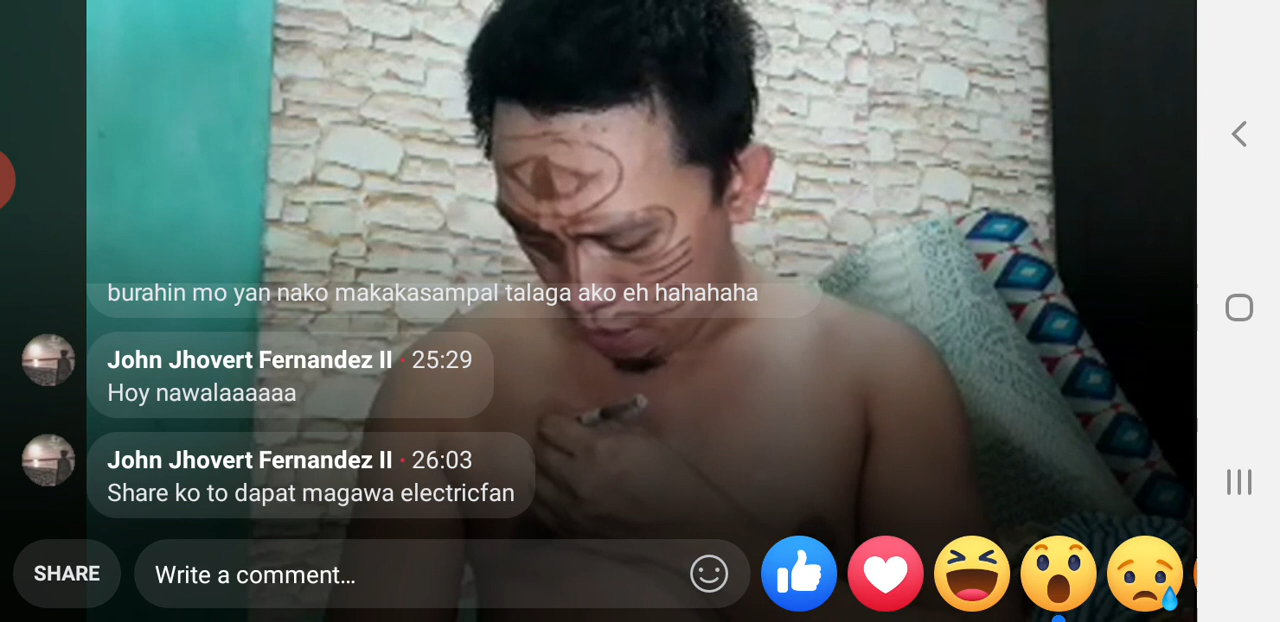 burahin mo yan nako makakasampal talaga ako eh hahahaha
John Jhovert Fernandez II • 25:29
Hoy nawalaaaaaa
John Jhovert Fernandez II • 26:03
Share ko to dapat magawa electricfan
SHARE
Write a comment...